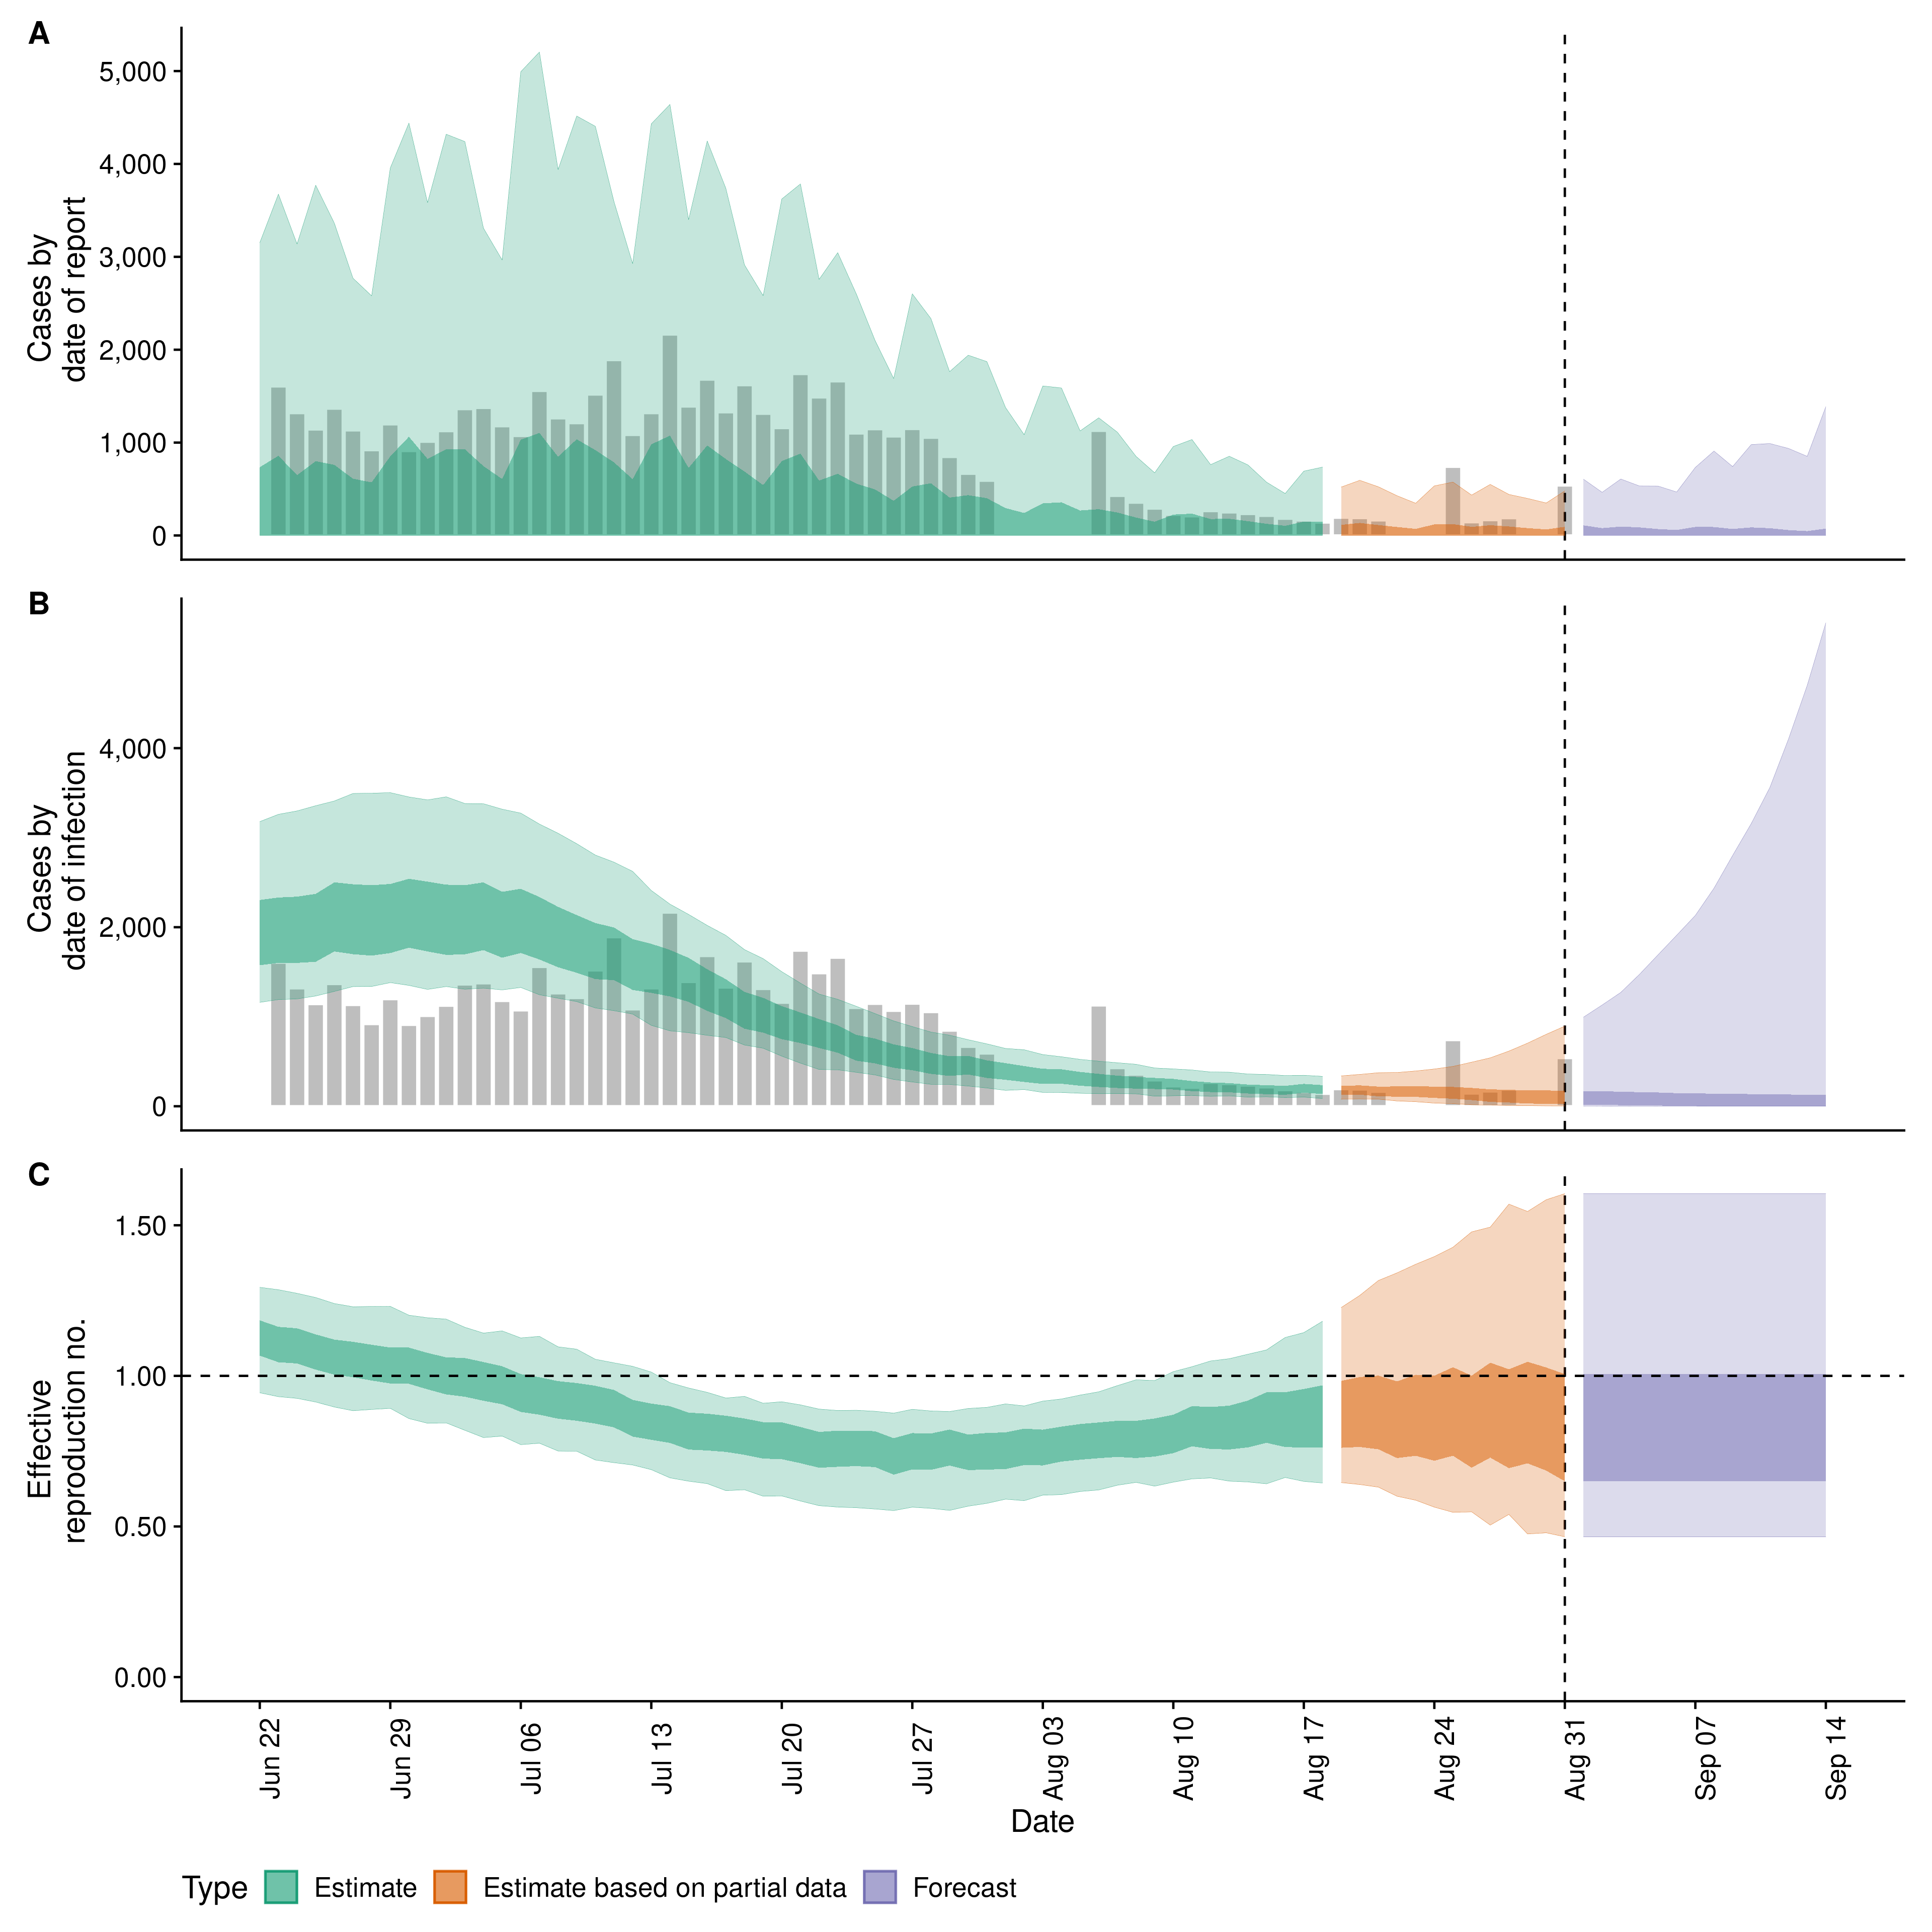 A
Cases by
date of report
5,000
4,000
3,000
2,000
1,000
0
B
Cases by
date of infection
4,000
2,000
0
C
Effective
reproduction no.
1.50
1.00
0.50
0.00
Jun 22
Jun 29
Jul 06
Jul 13
Jul 20
Jul 27
Aug 03
Aug 10
Aug 17
Aug 24
Aug 31
Sep 07
Sep 14
Date
Type Estimate Estimate based on partial data Forecast